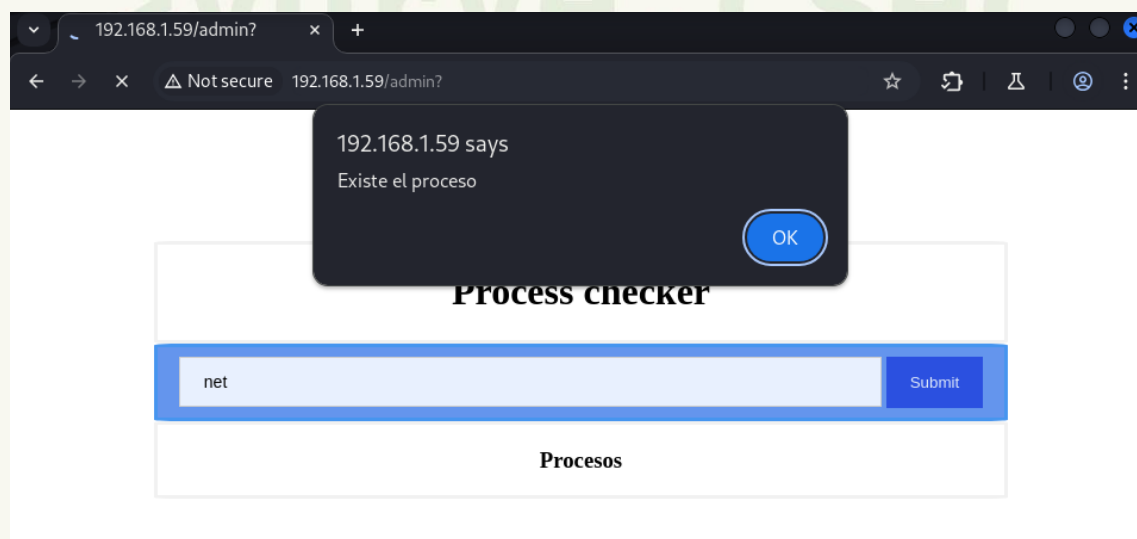 192.168.1.59/admin?
Not secure 192.168.1.59/admin?
192.168.1.59 says
Existe el proceso
OK
Process checker
net
Submit
Procesos